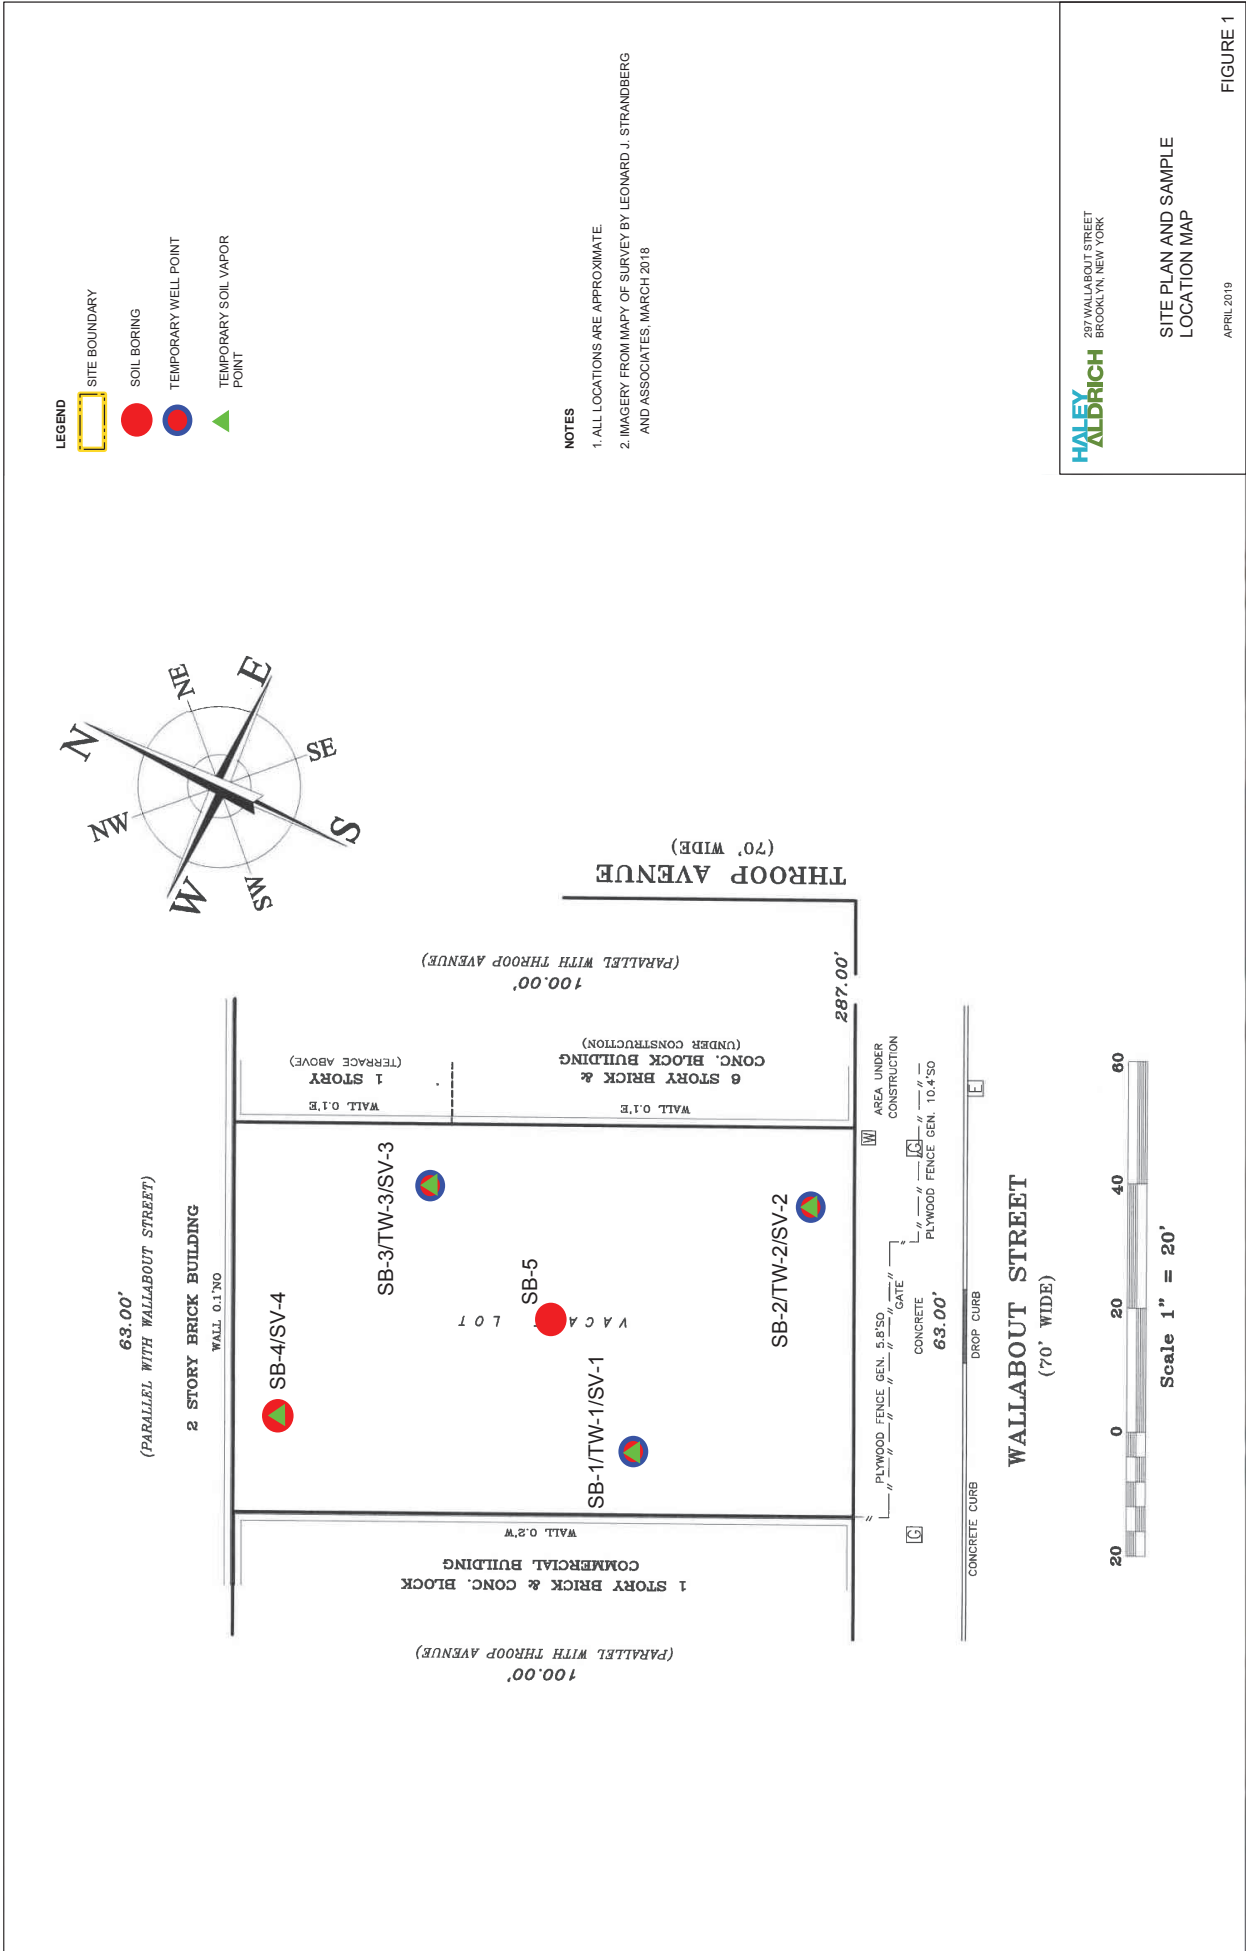 LEGEND
SITE BOUNDARY
SOIL BORING
TEMPORARY WELL POINT
TEMPORARY SOIL VAPOR
POINT
NOTES
1. ALL LOCATIONS ARE APPROXIMATE.
2. IMAGERY FROM MAPY OF SURVEY BY LEONARD J. STRANDBERG
AND ASSOCIATES, MARCH 2018
N
NE
E
SE
S
SW
W
NW
63.00'
(PARALLEL WITH WALLABOUT STREET)
2 STORY BRICK BUILDING
WALL 0.1'NO
SB-4/SV-4
SB-3/TW-3/SV-3
SB-5
VACA LOT
SB-1/TW-1/SV-1
SB-2/TW-2/SV-2
WALL 0.1'E
1 STORY
(TERRACE ABOVE)
WALL 0.1'E
6 STORY BRICK &
CONC. BLOCK BUILDING
(UNDER CONSTRUCTION)
100.00'
(PARALLEL WITH THROOP AVENUE)
THROOP AVENUE
(70' WIDE)
287.00'
WALL 0.2'W
1 STORY BRICK & CONC. BLOCK
COMMERCIAL BUILDING
100.00'
(PARALLEL WITH THROOP AVENUE)
PLYWOOD FENCE GEN. 5.8'SO
GATE
CONCRETE
63.00'
AREA UNDER
CONSTRUCTION
PLYWOOD FENCE GEN. 10.4'SO
W
G
G
E
CONCRETE CURB
DROP CURB
WALLABOUT STREET
(70' WIDE)
20 0 20 40 60
Scale 1" = 20'
HALEY
ALDRICH
297 WALLABOUT STREET
BROOKLYN, NEW YORK
SITE PLAN AND SAMPLE
LOCATION MAP
APRIL 2019
FIGURE 1